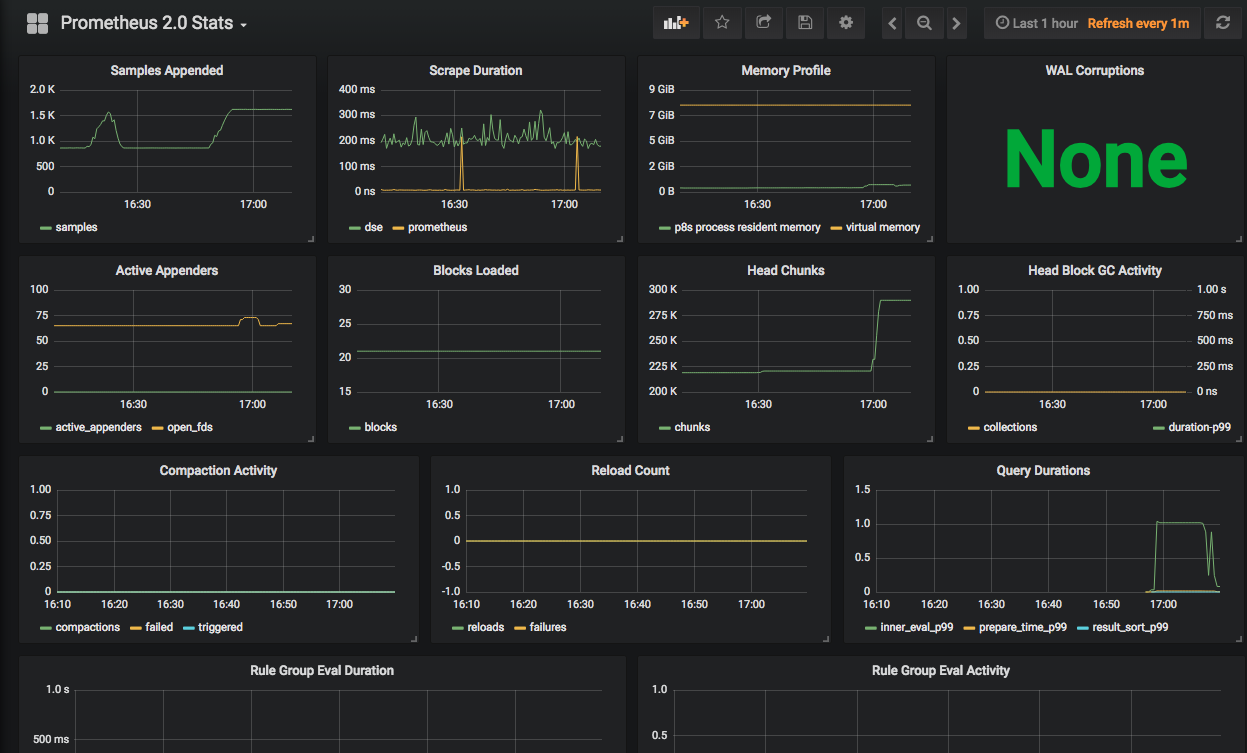 Prometheus 2.0 Stats
Last 1 hour Refresh every 1m
Samples Appended
2.0 K
1.5 K
1.0 K
500
0
16:30 17:00
samples
Scrape Duration
400 ms
300 ms
200 ms
100 ms
0 ns
16:30 17:00
dse prometheus
Memory Profile
9 GiB
7 GiB
5 GiB
2 GiB
0 B
16:30 17:00
p8s process resident memory virtual memory
WAL Corruptions
None
Active Appenders
100
75
50
25
0
16:30 17:00
active_appenders open_fds
Blocks Loaded
30
25
20
15
16:30 17:00
blocks
Head Chunks
300 K
275 K
250 K
225 K
200 K
16:30 17:00
chunks
Head Block GC Activity
1.00 1.00 s
0.75 750 ms
0.50 500 ms
0.25 250 ms
0 0 ns
16:30 17:00
collections duration-p99
Compaction Activity
1.00
0.75
0.50
0.25
0
16:10 16:20 16:30 16:40 16:50 17:00
compactions failed triggered
Reload Count
1.0
0.5
0
-0.5
-1.0
16:10 16:20 16:30 16:40 16:50 17:00
reloads failures
Query Durations
1.5
1.0
0.5
0
16:10 16:20 16:30 16:40 16:50 17:00
inner_eval_p99 prepare_time_p99 result_sort_p99
Rule Group Eval Duration
1.0 s
500 ms
Rule Group Eval Activity
1.0
0.5